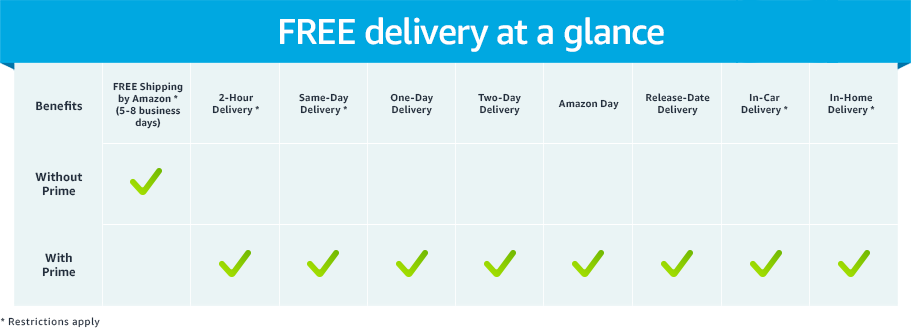 FREE delivery at a glance
Benefits
FREE Shipping
by Amazon *
(5-8 business
days)
2-Hour
Delivery *
Same-Day
Delivery *
One-Day
Delivery
Two-Day
Delivery
Amazon Day
Release-Date
Delivery
In-Car
Delivery *
In-Home
Delivery *
Without
Prime
With
Prime
* Restrictions apply